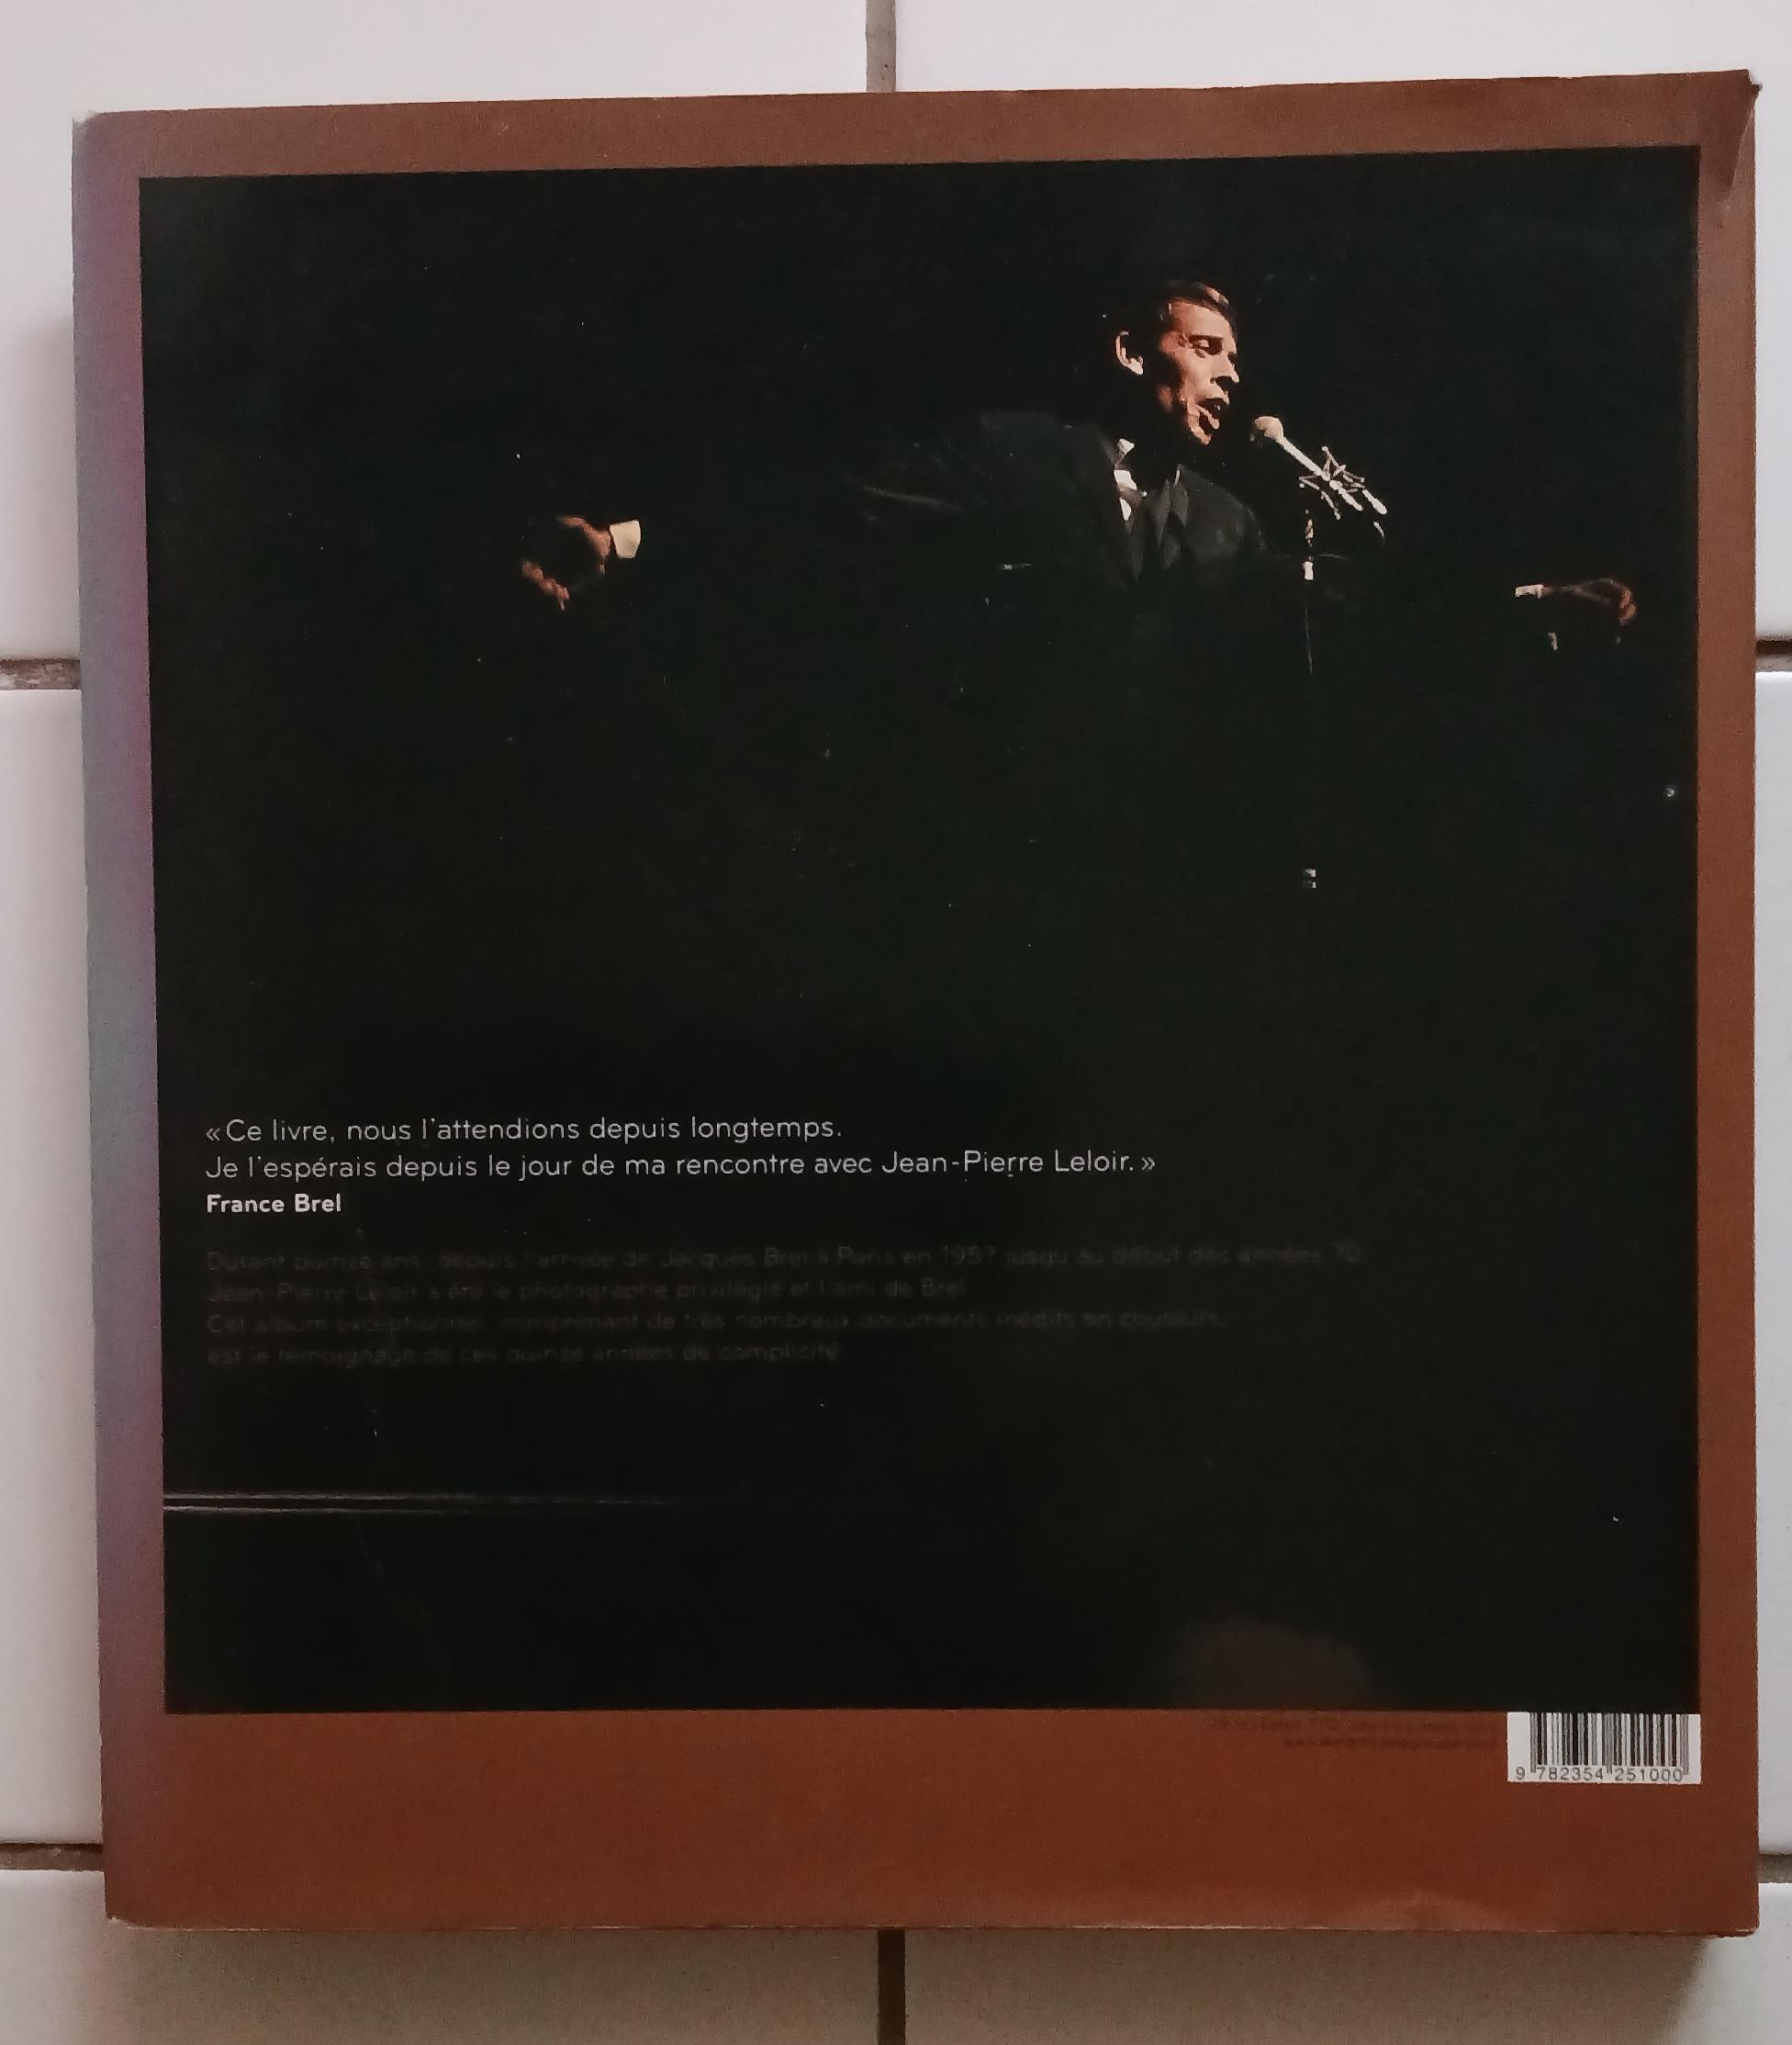 « Ce livre, nous l'attendions depuis longtemps.
Je l'espérais depuis le jour de ma rencontre avec Jean-Pierre Leloir. »
France Brel
Durant quinze ans, depuis l'arrivée de Jacques Brel à Paris en 1957 jusqu'au début des années 70,
Jean-Pierre Leloir a été le photographe privilégié et l'ami de Brel.
Cet album exceptionnel, comprenant de très nombreux documents inédits en couleurs,
est le témoignage de ces quinze années de complicité.
9 782354 251000